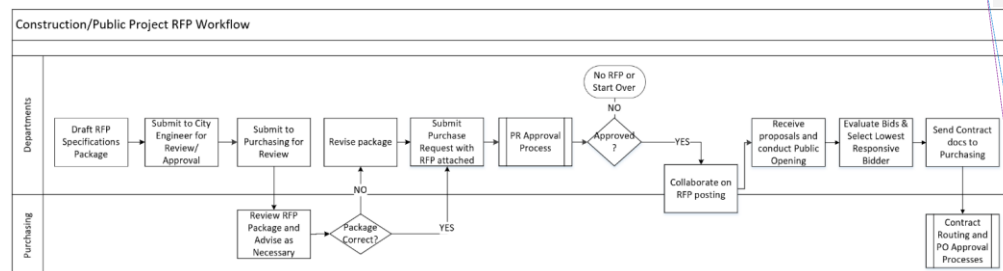 Construction/Public Project RFP Workflow
Departments
Draft RFP
Specifications
Package
Submit to City
Engineer for
Review/
Approval
Submit to
Purchasing for
Review
Revise package
Submit
Purchase
Request with
RFP attached
PR Approval
Process
No RFP or
Start Over
NO
Approved
?
YES
Collaborate on
RFP posting
Receive
proposals and
conduct Public
Opening
Evaluate Bids &
Select Lowest
Responsive
Bidder
Send Contract
docs to
Purchasing
Purchasing
Review RFP
Package and
Advise as
Necessary
NO
Package
Correct?
YES
Contract
Routing and
PO Approval
Processes